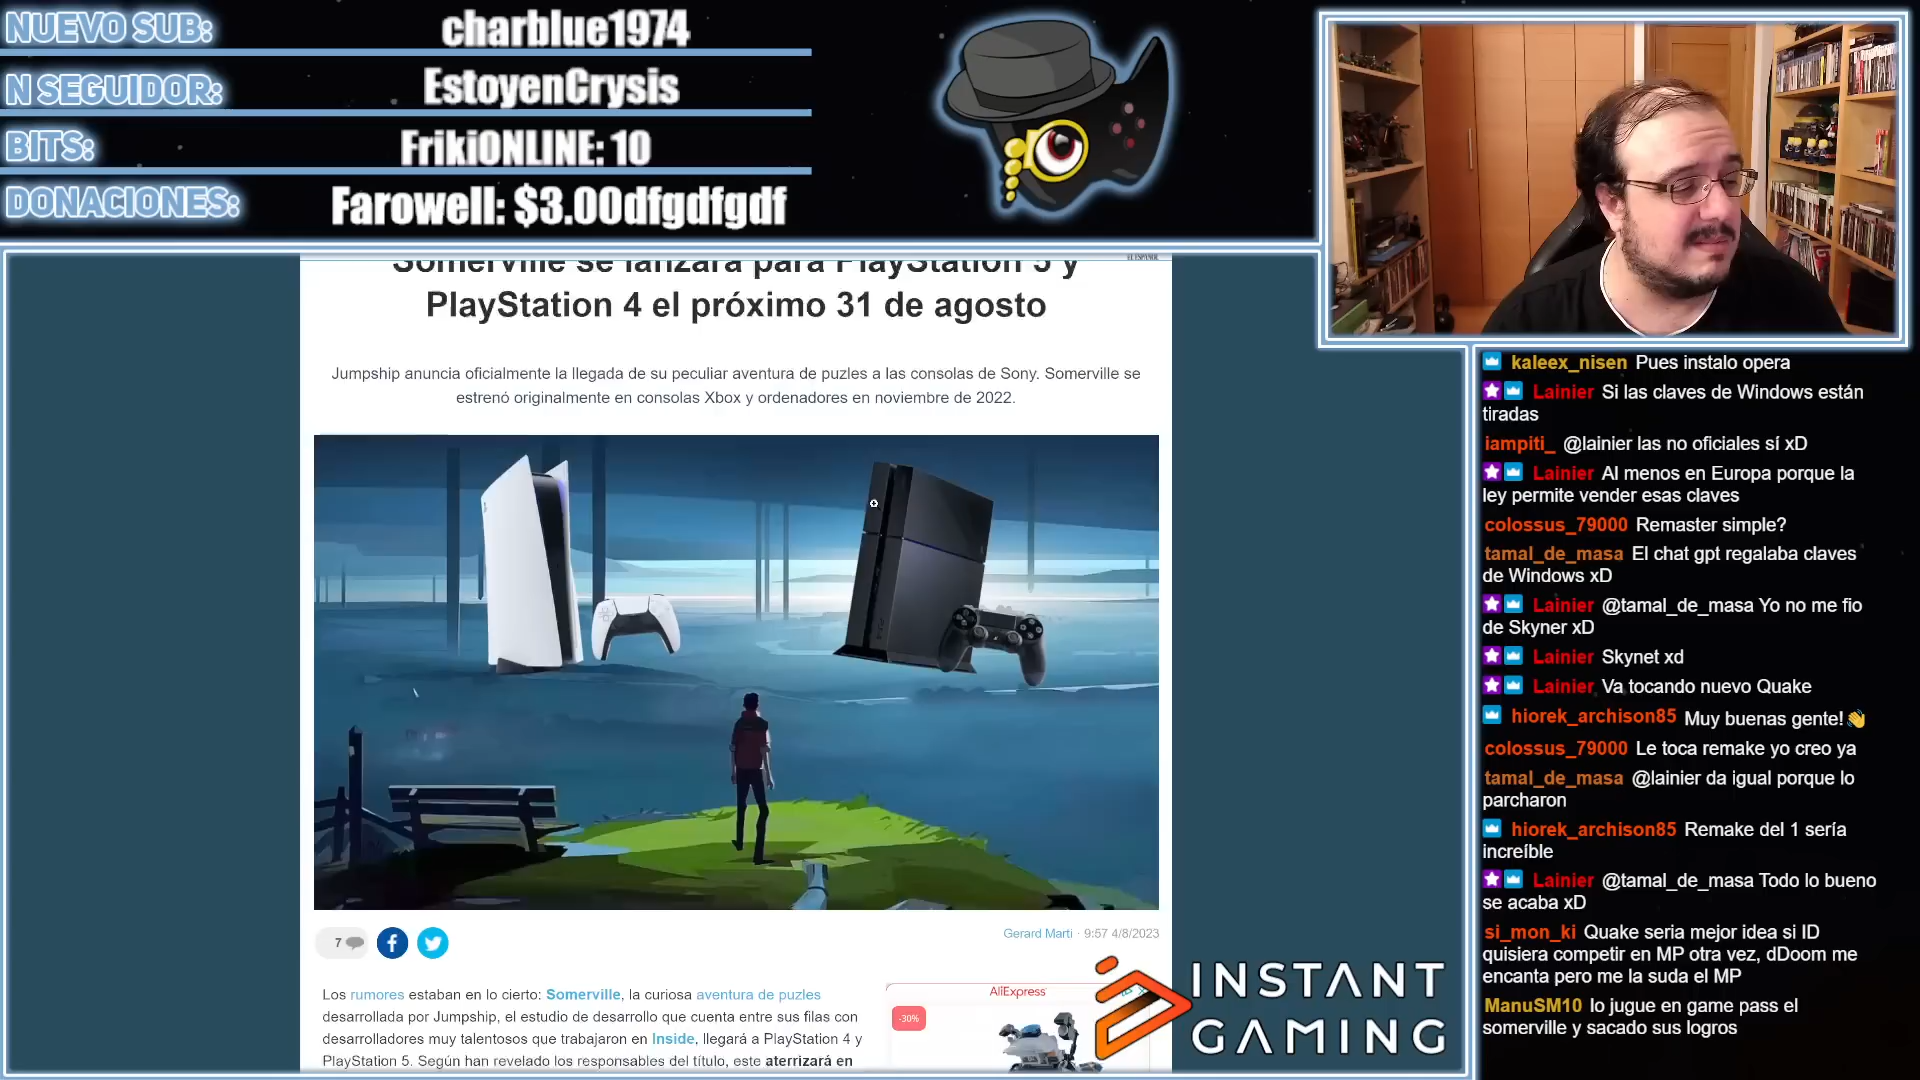 NUEVO SUB: charblue1974
N SEGUIDOR: EstoyenCrysis
BITS: FrikiONLINE: 10
DONACIONES: Farowell: $3.00dfgdfgdf
EL ESPAÑOL
Somerville se lanzará para PlayStation 5 y
PlayStation 4 el próximo 31 de agosto
Jumpship anuncia oficialmente la llegada de su peculiar aventura de puzles a las consolas de Sony. Somerville se
estrenó originalmente en consolas Xbox y ordenadores en noviembre de 2022.
7
Gerard Martí · 9:57 4/8/2023
Los rumores estaban en lo cierto: Somerville, la curiosa aventura de puzles
desarrollada por Jumpship, el estudio de desarrollo que cuenta entre sus filas con
desarrolladores muy talentosos que trabajaron en Inside, llegará a PlayStation 4 y
PlayStation 5. Según han revelado los responsables del título, este aterrizará en
AliExpress
-30%
INSTANT
GAMING
kaleex_nisen Pues instalo opera
Lainier Si las claves de Windows están
tiradas
iampiti_ @lainier las no oficiales sí xD
Lainier Al menos en Europa porque la
ley permite vender esas claves
colossus_79000 Remaster simple?
tamal_de_masa El chat gpt regalaba claves
de Windows xD
Lainier @tamal_de_masa Yo no me fio
de Skyner xD
Lainier Skynet xd
Lainier Va tocando nuevo Quake
hiorek_archison85 Muy buenas gente!👋
colossus_79000 Le toca remake yo creo ya
tamal_de_masa @lainier da igual porque lo
parcharon
hiorek_archison85 Remake del 1 sería
increíble
Lainier @tamal_de_masa Todo lo bueno
se acaba xD
si_mon_ki Quake seria mejor idea si ID
quisiera competir en MP otra vez, dDoom me
encanta pero me la suda el MP
ManuSM10 lo jugue en game pass el
somerville y sacado sus logros